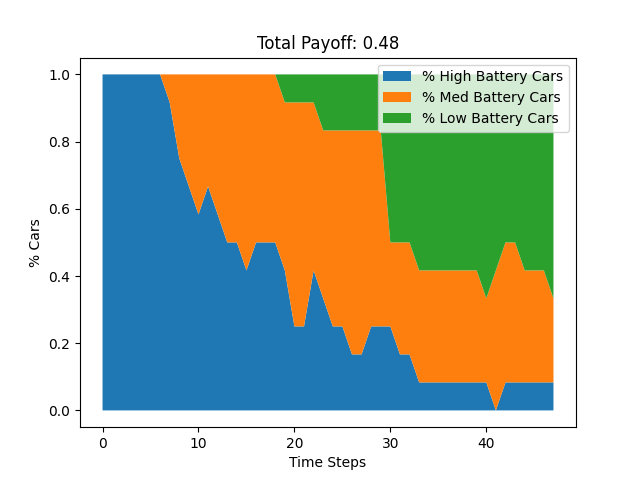 Total Payoff: 0.48
% High Battery Cars
% Med Battery Cars
% Low Battery Cars
1.0
0.8
0.6
0.4
0.2
0.0
% Cars
0 10 20 30 40
Time Steps